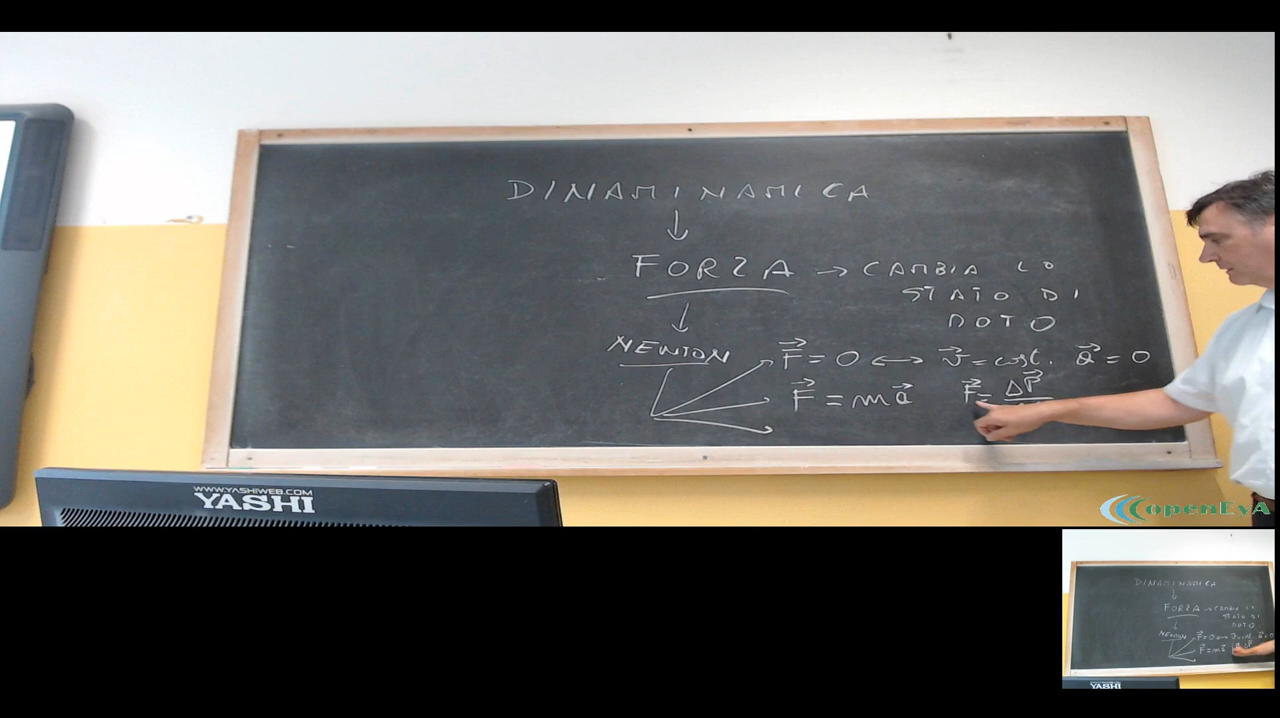 DINAMINAMICA
↓
FORZA → CAMBIA LO
STATO DI
MOTO
↓
NEWTON
F⃗ = 0 ↔ v⃗ = cost. a⃗ = 0
F⃗ = ma⃗ F⃗ = ΔP⃗
WWW.YASHIWEB.COM
YASHI
openEyA